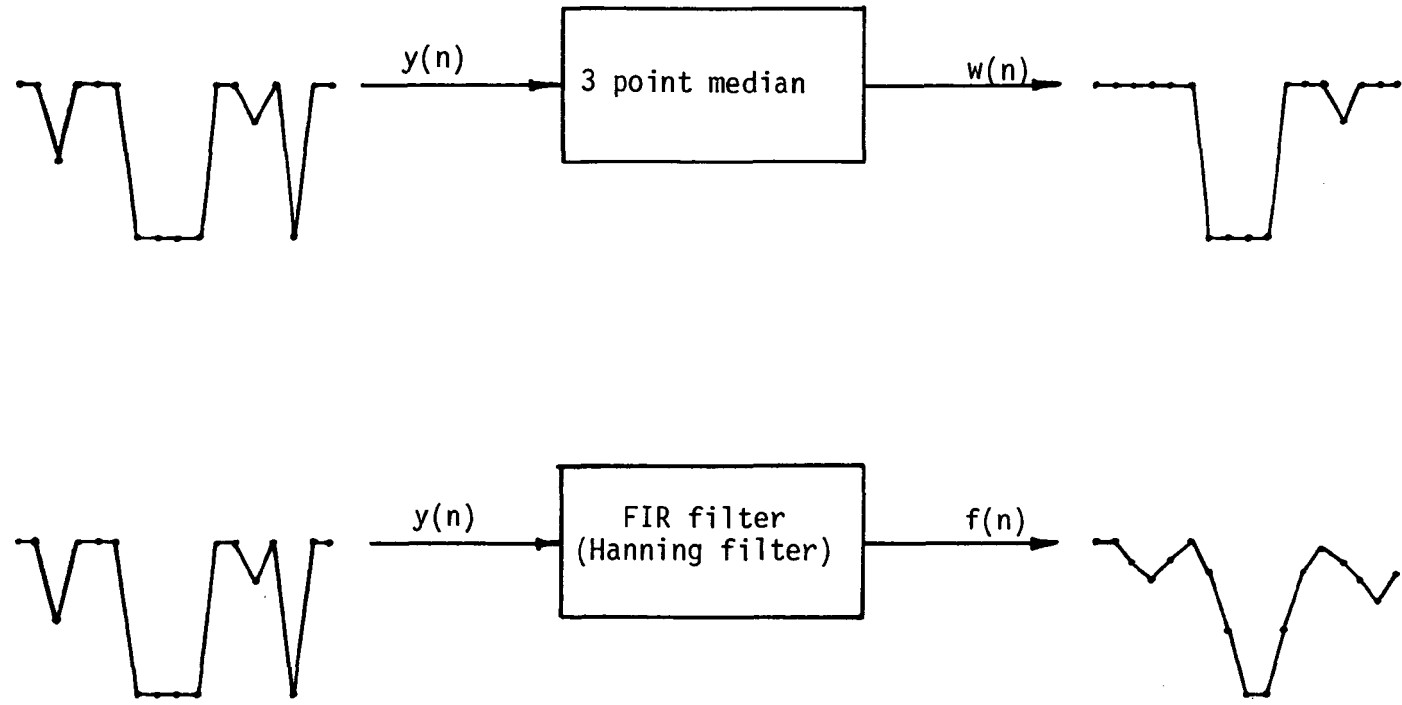 y(n)
3 point median
w(n)
y(n)
FIR filter
(Hanning filter)
f(n)